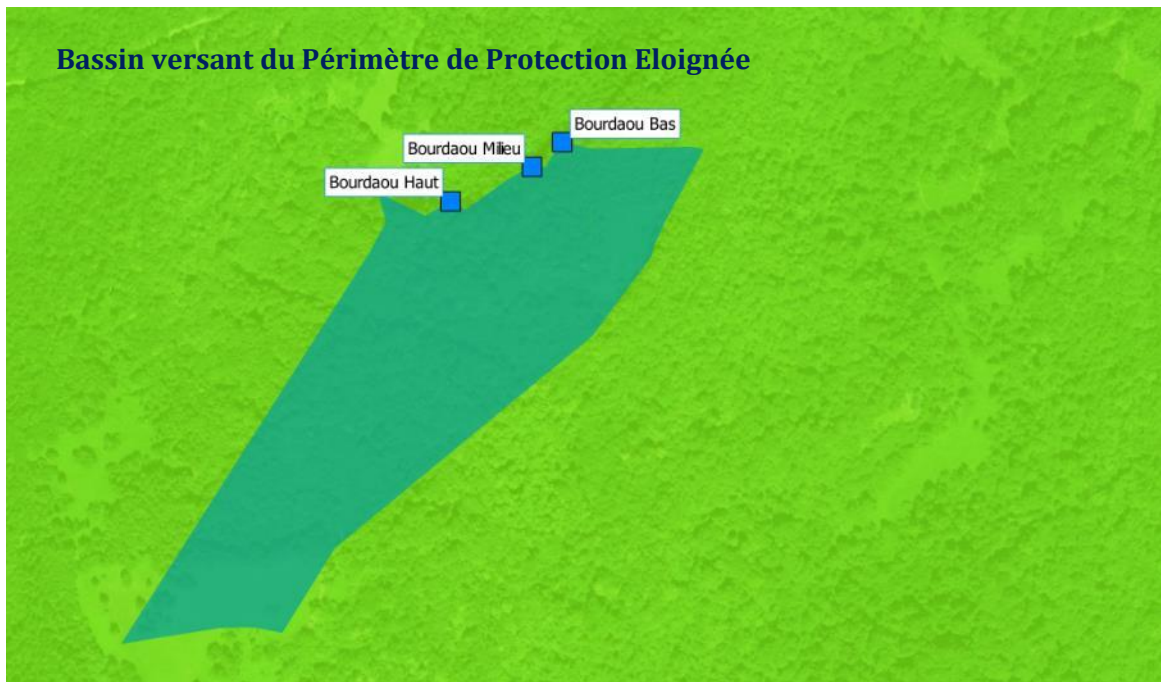 Bassin versant du Périmètre de Protection Eloignée
Bourdaou Bas
Bourdaou Milieu
Bourdaou Haut